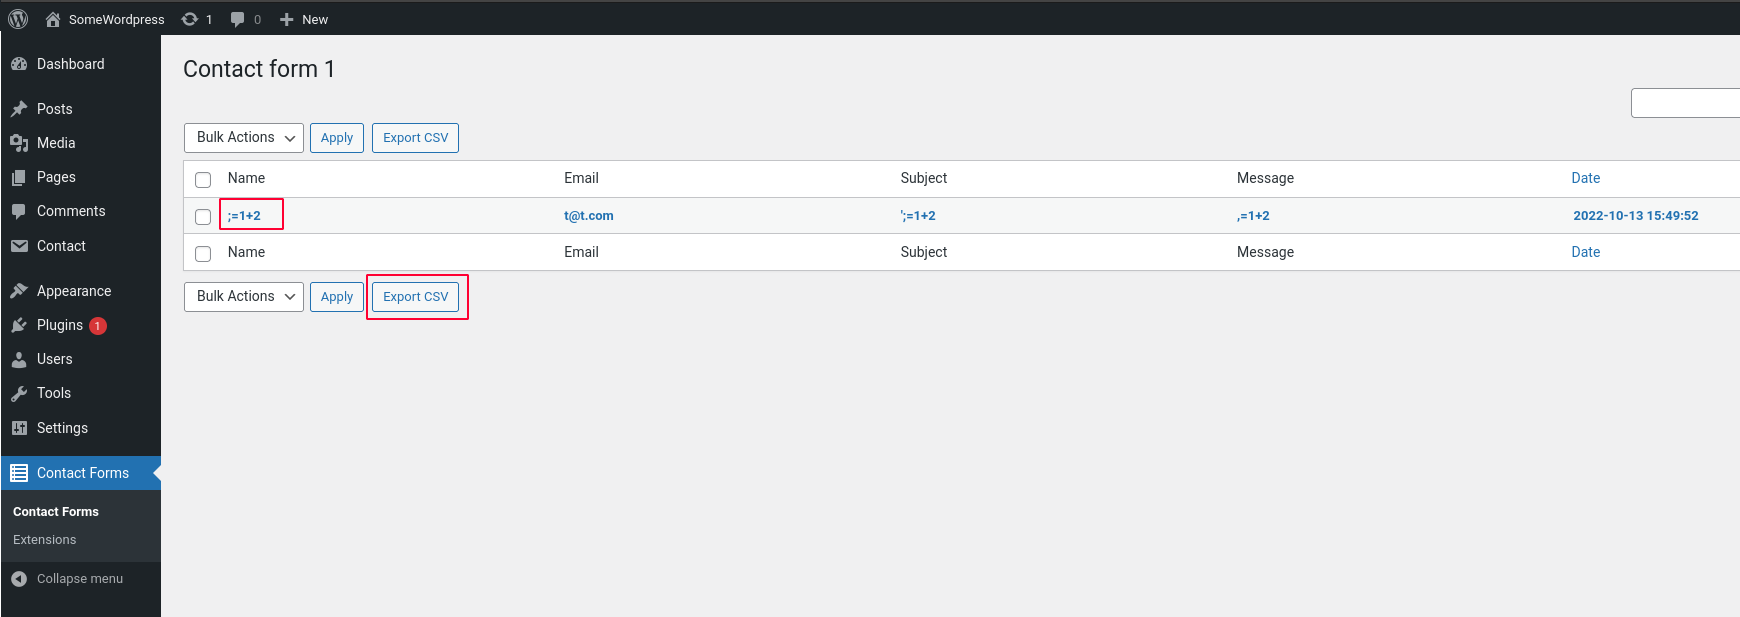 SomeWordpress 1 0 New
Dashboard
Posts
Media
Pages
Comments
Contact
Appearance
Plugins 1
Users
Tools
Settings
Contact Forms
Contact Forms
Extensions
Collapse menu
Contact form 1
Bulk Actions Apply Export CSV
Name Email Subject Message Date
;=1+2 t@t.com ';=1+2 ,=1+2 2022-10-13 15:49:52
Name Email Subject Message Date
Bulk Actions Apply Export CSV